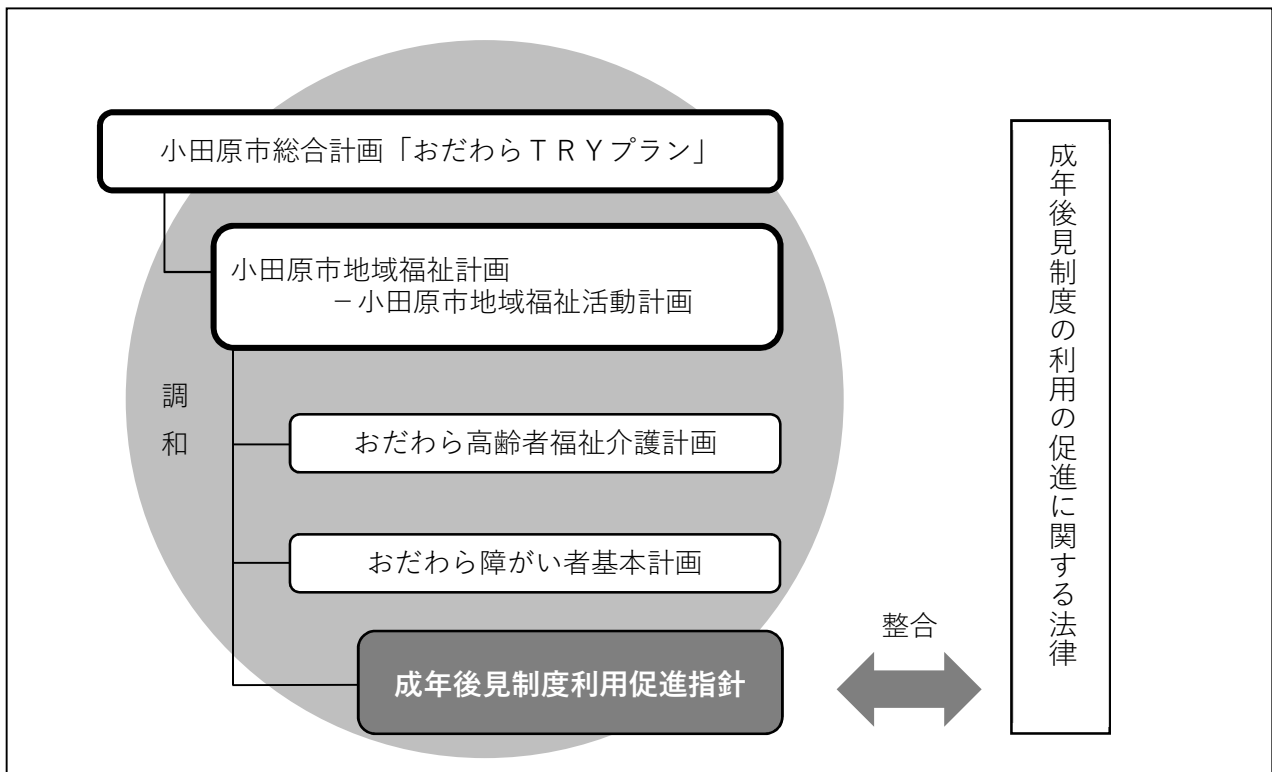 小田原市総合計画「おだわらＴＲＹプラン」
小田原市地域福祉計画
－小田原市地域福祉活動計画
調
和
おだわら高齢者福祉介護計画
おだわら障がい者基本計画
成年後見制度利用促進指針
整合
成年後見制度の利用の促進に関する法律